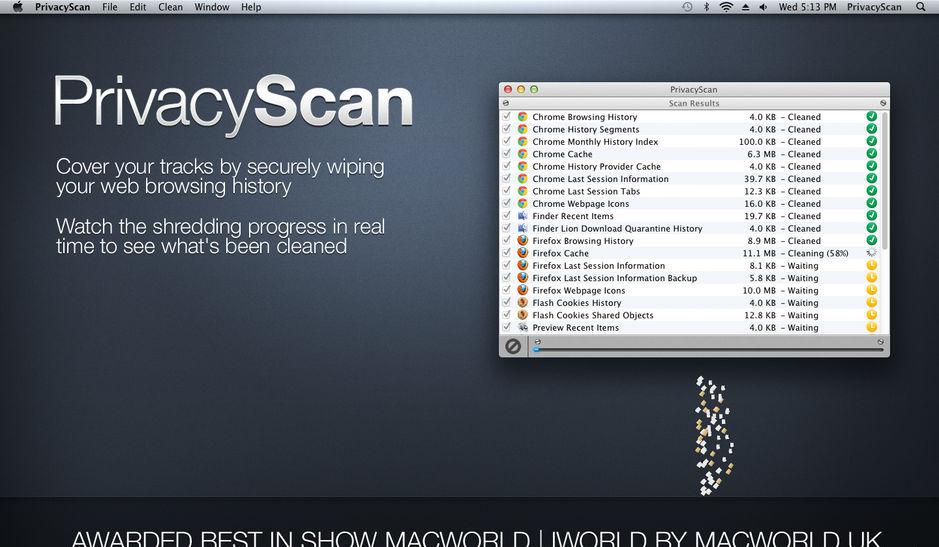 PrivacyScan File Edit Clean Window Help Wed 5:13 PM PrivacyScan
PrivacyScan
Cover your tracks by securely wiping
your web browsing history
Watch the shredding progress in real
time to see what's been cleaned
PrivacyScan
Scan Results
Chrome Browsing History 4.0 KB – Cleaned
Chrome History Segments 4.0 KB – Cleaned
Chrome Monthly History Index 100.0 KB – Cleaned
Chrome Cache 6.3 MB – Cleaned
Chrome History Provider Cache 4.0 KB – Cleaned
Chrome Last Session Information 39.7 KB – Cleaned
Chrome Last Session Tabs 12.3 KB – Cleaned
Chrome Webpage Icons 16.0 KB – Cleaned
Finder Recent Items 19.7 KB – Cleaned
Finder Lion Download Quarantine History 4.0 KB – Cleaned
Firefox Browsing History 8.9 MB – Cleaned
Firefox Cache 11.1 MB – Cleaning (58%)
Firefox Last Session Information 8.1 KB – Waiting
Firefox Last Session Information Backup 5.8 KB – Waiting
Firefox Webpage Icons 10.0 MB – Waiting
Flash Cookies History 4.0 KB – Waiting
Flash Cookies Shared Objects 12.8 KB – Waiting
Preview Recent Items 4.0 KB – Waiting
AWARDED BEST IN SHOW MACWORLD | IWORLD BY MACWORLD UK